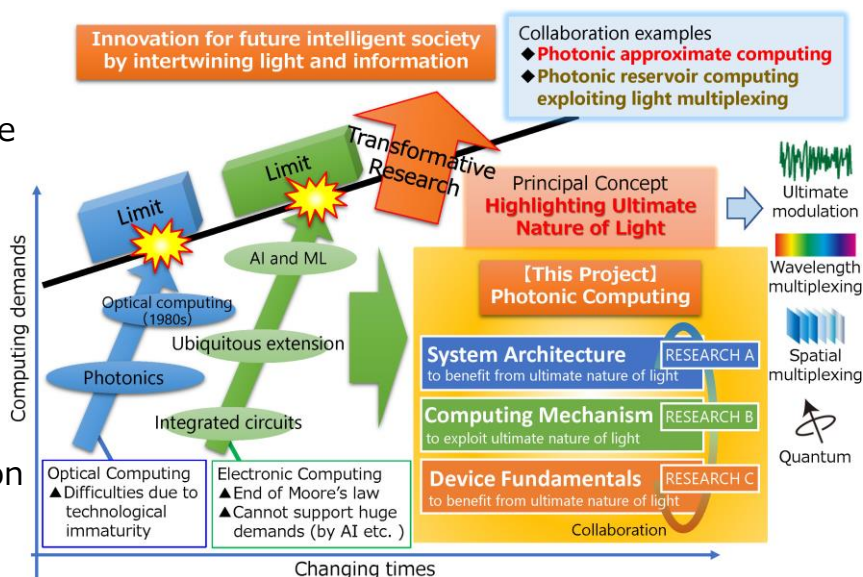 Innovation for future intelligent society
by intertwining light and information
Collaboration examples
◆Photonic approximate computing
◆Photonic reservoir computing
exploiting light multiplexing
Transformative
Research
Limit
Limit
Principal Concept
Highlighting Ultimate
Nature of Light
Ultimate
modulation
Wavelength
multiplexing
Spatial
multiplexing
Quantum
AI and ML
Optical computing
(1980s)
Ubiquitous extension
Photonics
Integrated circuits
【This Project】
Photonic Computing
System Architecture
to benefit from ultimate nature of light
RESEARCH A
Computing Mechanism
to exploit ultimate nature of light
RESEARCH B
Device Fundamentals
to benefit from ultimate nature of light
RESEARCH C
Collaboration
Optical Computing
▲Difficulties due to
technological
immaturity
Electronic Computing
▲End of Moore's law
▲Cannot support huge
demands (by AI etc. )
Computing demands
Changing times
e
on